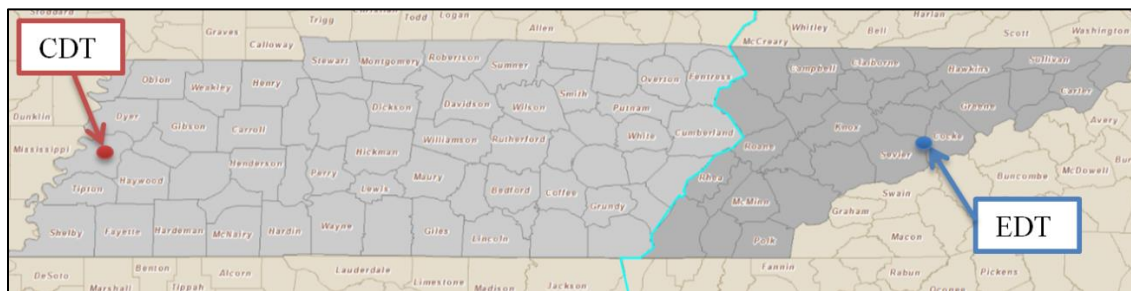 Stoddard
Graves
Calloway
Trigg
Christian
Todd
Logan
Allen
McCreary
Whitley
Bell
Harlan
Scott
Washington
CDT
Dunklin
Mississippi
Obion
Weakley
Henry
Stewart
Montgomery
Robertson
Sumner
Overton
Fentress
Campbell
Claiborne
Hawkins
Sullivan
Carter
Dyer
Gibson
Carroll
Dickson
Davidson
Wilson
Smith
Putnam
Greene
Avery
Tipton
Haywood
Henderson
Perry
Hickman
Williamson
Rutherford
White
Cumberland
Roane
Knox
Sevier
Cocke
Buncombe
McDowell
Lewis
Maury
Bedford
Coffee
Grundy
Rhea
McMinn
Swain
Graham
Shelby
Fayette
Hardeman
McNairy
Hardin
Wayne
Giles
Lincoln
Polk
Macon
EDT
DeSoto
Marshall
Benton
Tippah
Alcorn
Lauderdale
Limestone
Madison
Jackson
Fannin
Rabun
Pickens